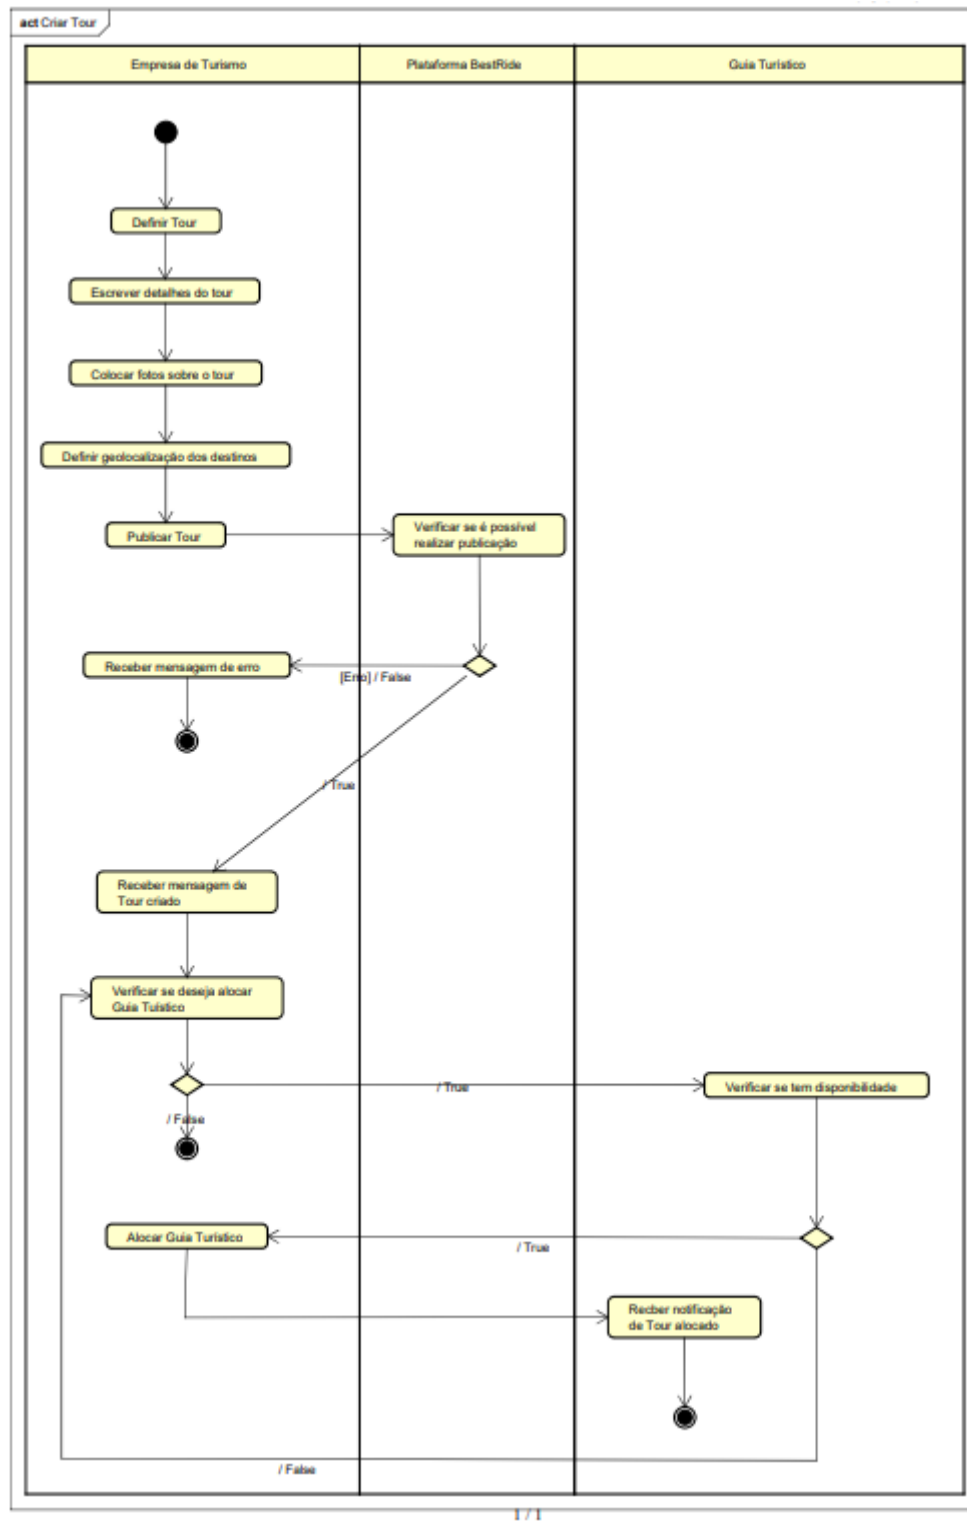 act Criar Tour
Empresa de Turismo
Plataforma BestRide
Guia Turístico
Definir Tour
Escrever detalhes do tour
Colocar fotos sobre o tour
Definir geolocalização dos destinos
Publicar Tour
Verificar se é possível
realizar publicação
Receber mensagem de erro
[Erro] / False
/ True
Receber mensagem de
Tour criado
Verificar se deseja alocar
Guia Tuístico
/ True
Verificar se tem disponibilidade
/ False
Alocar Guia Turístico
/ True
Recber notificação
de Tour alocado
/ False
1 / 1